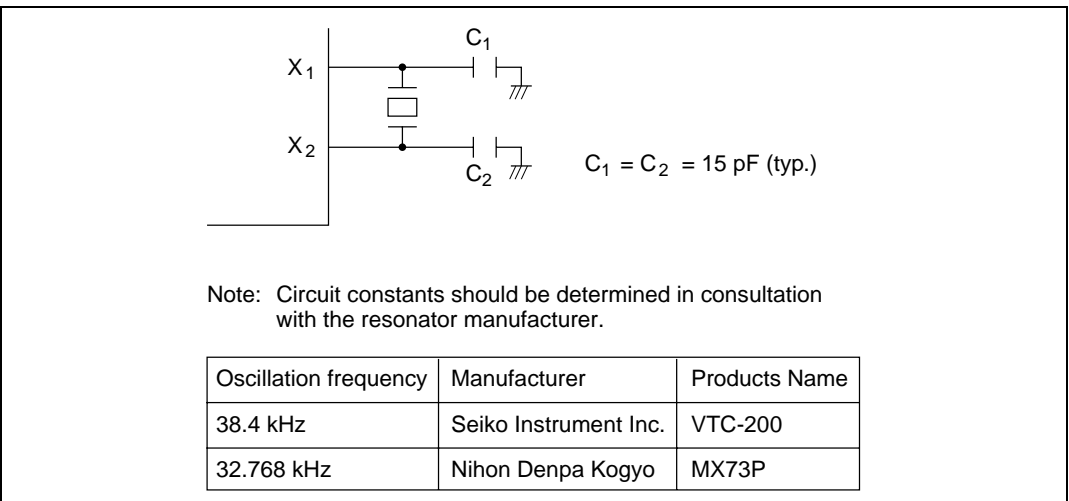 C1
X1
X2
C2
C1 = C2 = 15 pF (typ.)
Note: Circuit constants should be determined in consultation
with the resonator manufacturer.
Oscillation frequency Manufacturer Products Name
38.4 kHz Seiko Instrument Inc. VTC-200
32.768 kHz Nihon Denpa Kogyo MX73P